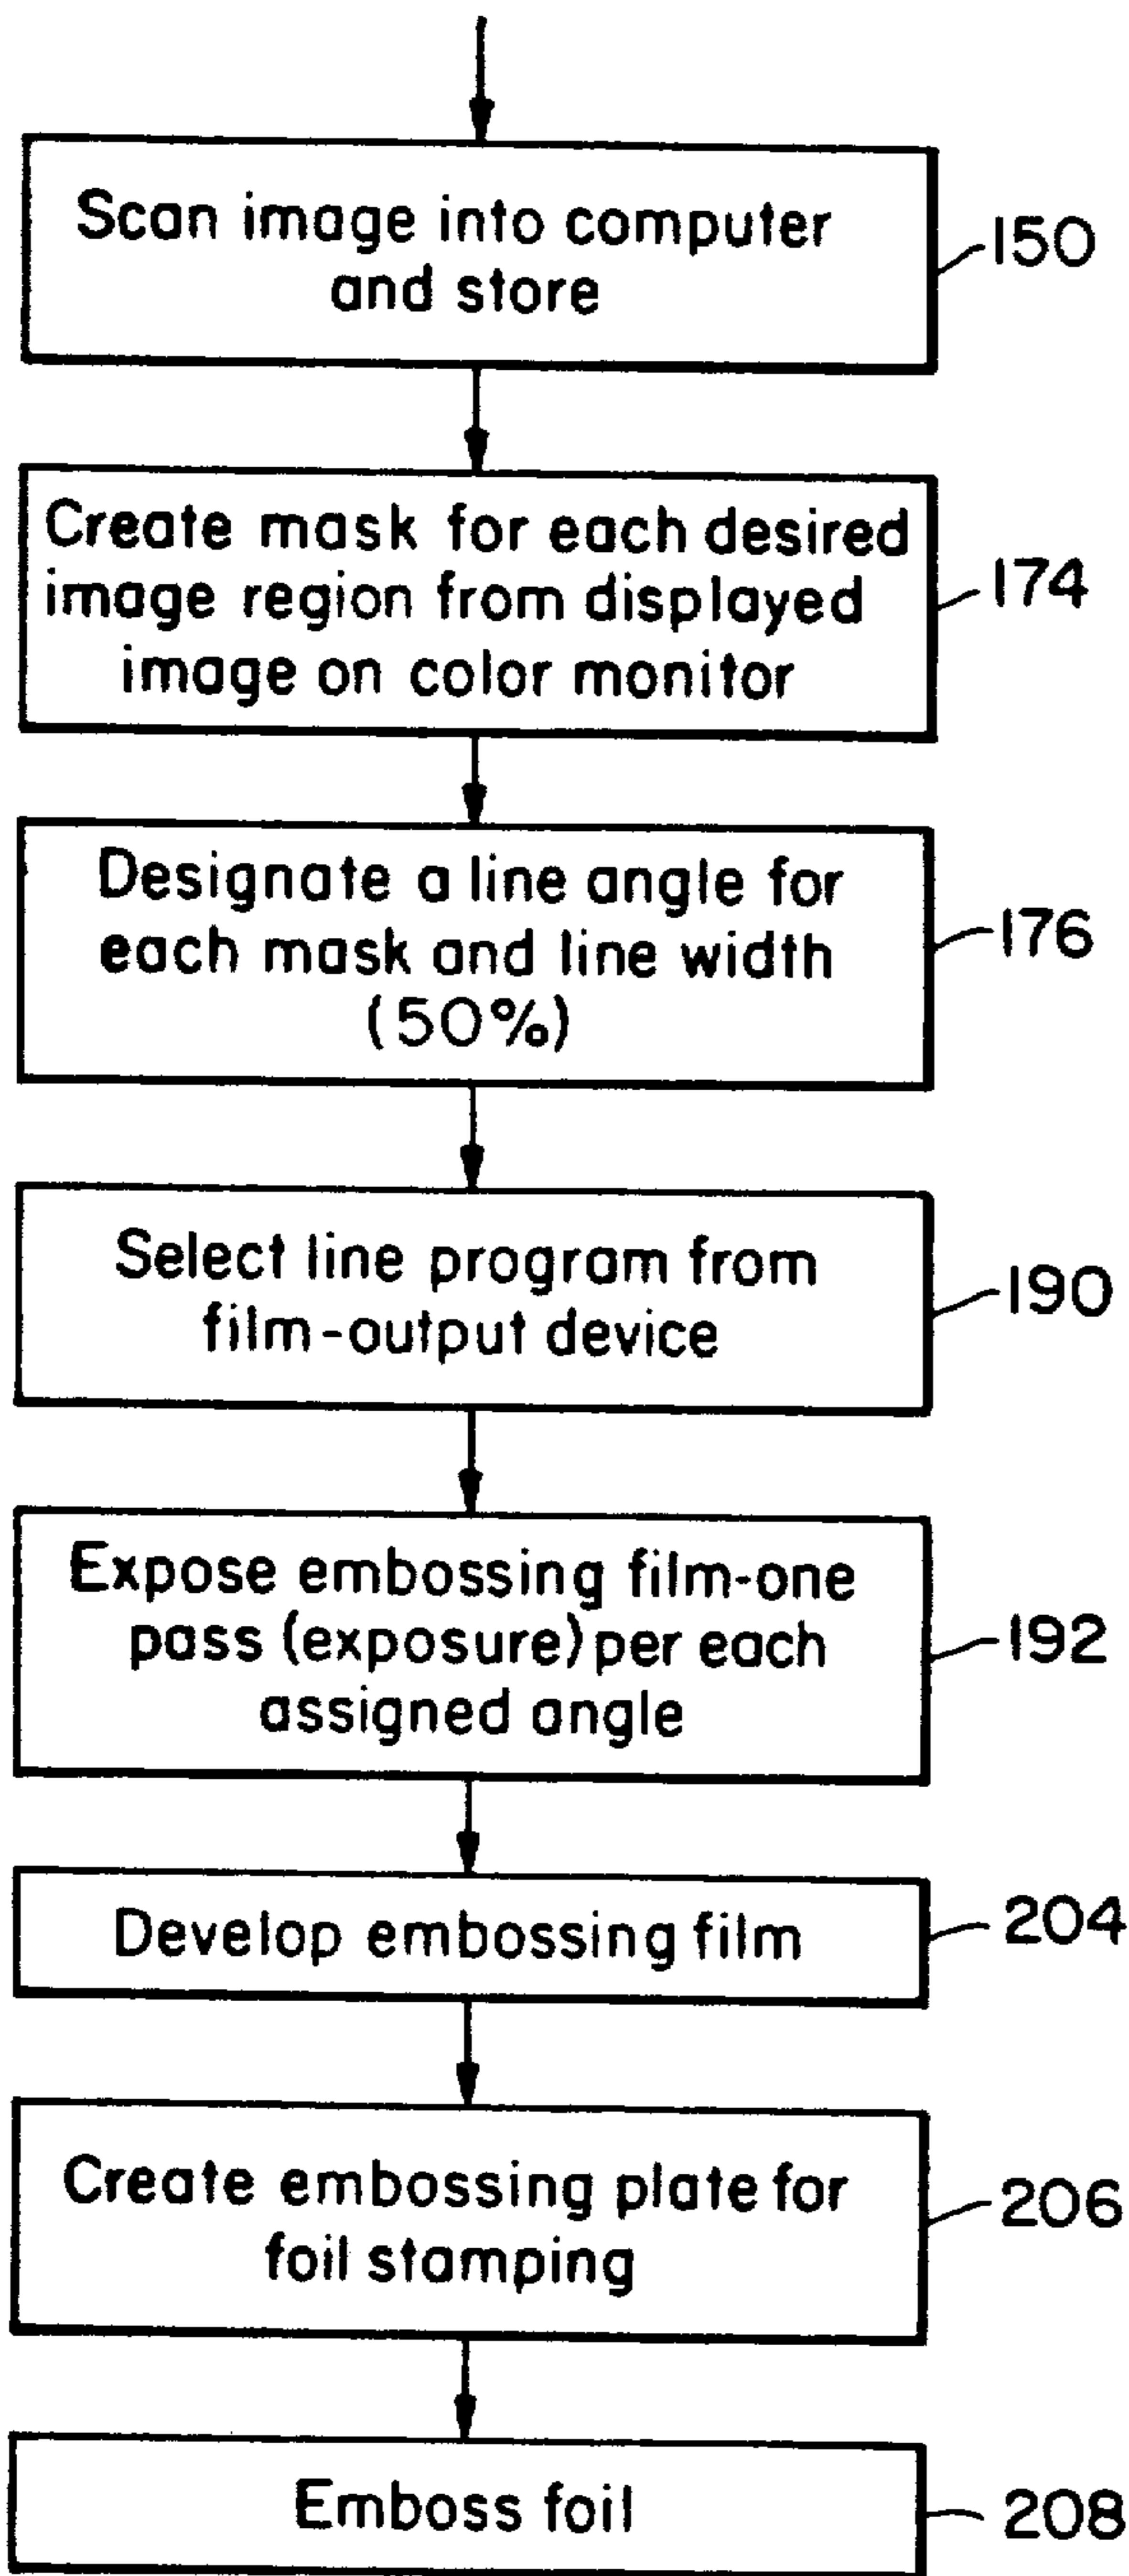 Scan image into computer
and store
150
Create mask for each desired
image region from displayed
image on color monitor
174
Designate a line angle for
each mask and line width
(50%)
176
Select line program from
film-output device
190
Expose embossing film-one
pass (exposure) per each
assigned angle
192
Develop embossing film
204
Create embossing plate for
foil stamping
206
Emboss foil
208